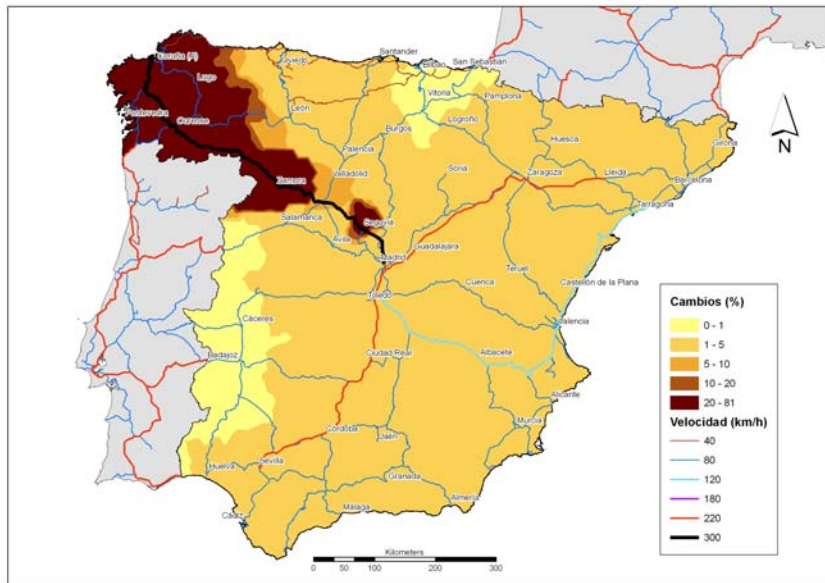 Santander
Coruña (A)
Oviedo
San Sebastián
Bilbao
Lugo
Vitoria
Pamplona
León
Pontevedra
Ourense
Burgos
Logroño
Huesca
Girona
Palencia
Soria
Zaragoza
Lleida
Zamora
Valladolid
Barcelona
Tarragona
Salamanca
Segovia
Ávila
Guadalajara
Madrid
Teruel
Cuenca
Castellón de la Plana
Toledo
Cáceres
Valencia
Badajoz
Ciudad Real
Albacete
Alicante
Murcia
Córdoba
Jaén
Huelva
Sevilla
Granada
Almería
Málaga
Cádiz
N
Cambios (%)
0 - 1
1 - 5
5 - 10
10 - 20
20 - 81
Velocidad (km/h)
40
80
120
180
220
300
Kilometers
0 50 100 200 300